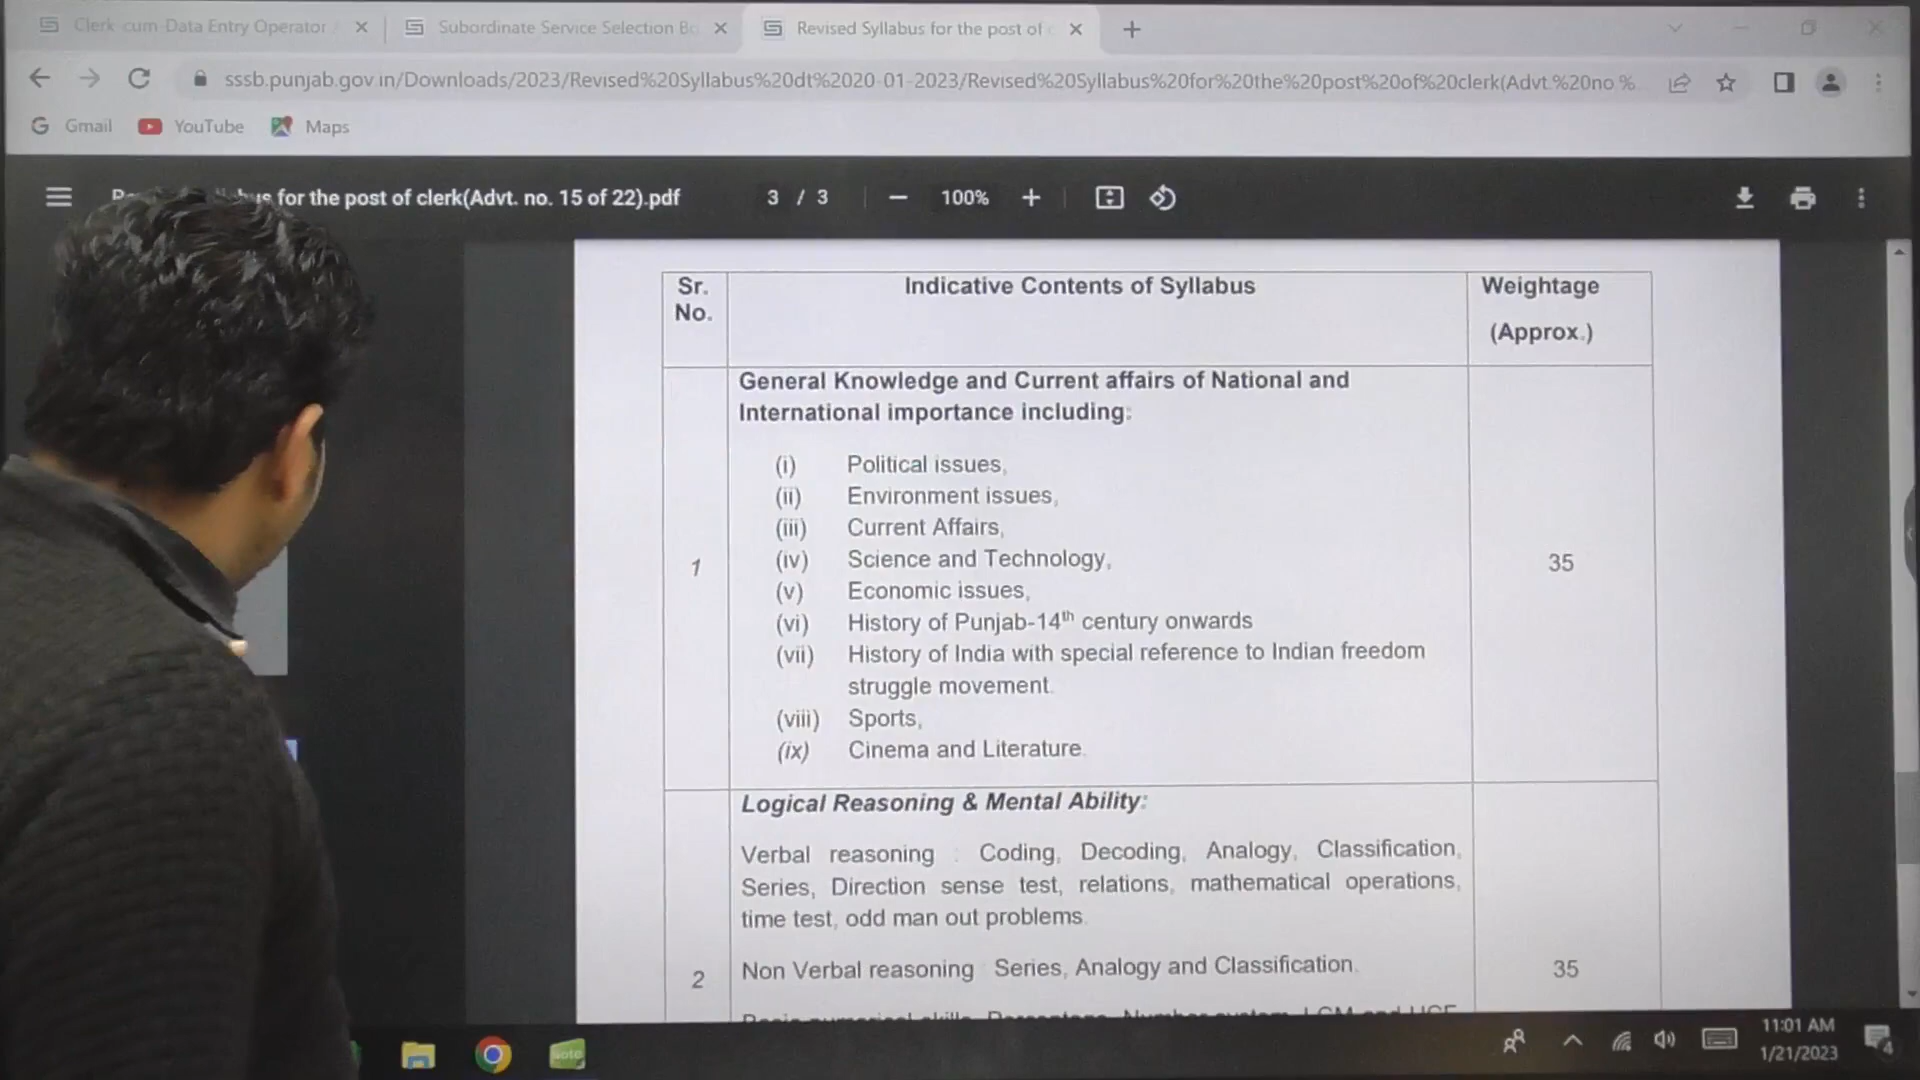 Clerk-cum-Data Entry Operator
Subordinate Service Selection Bo
Revised Syllabus for the post of c
sssb.punjab.gov.in/Downloads/2023/Revised%20Syllabus%20dt%2020-01-2023/Revised%20Syllabus%20for%20the%20post%20of%20clerk(Advt.%20no.%
Gmail
YouTube
Maps
us for the post of clerk(Advt. no. 15 of 22).pdf
3 / 3
100%
Sr. No.
Indicative Contents of Syllabus
Weightage
(Approx.)
General Knowledge and Current affairs of National and
International importance including:
(i) Political issues,
(ii) Environment issues,
(iii) Current Affairs,
(iv) Science and Technology,
(v) Economic issues,
(vi) History of Punjab-14th century onwards
(vii) History of India with special reference to Indian freedom
struggle movement.
(viii) Sports,
(ix) Cinema and Literature.
1
35
Logical Reasoning & Mental Ability:
Verbal reasoning : Coding, Decoding, Analogy, Classification,
Series, Direction sense test, relations, mathematical operations,
time test, odd man out problems.
Non Verbal reasoning : Series, Analogy and Classification.
2
35
11:01 AM
1/21/2023
4